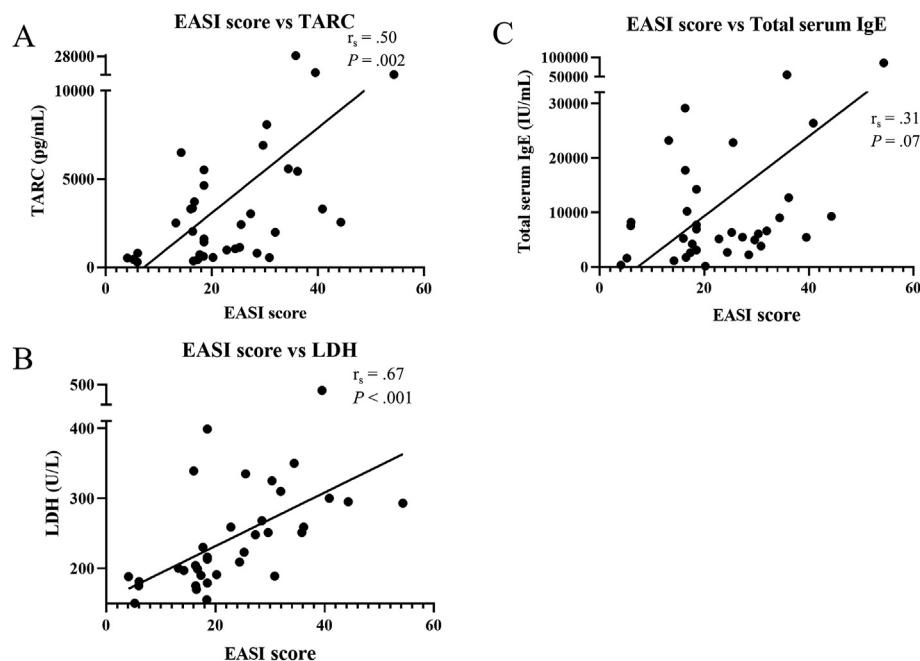 A
EASI score vs TARC
r_s = .50
P = .002
28000
10000
5000
0
TARC (pg/mL)
0 20 40 60
EASI score
C
EASI score vs Total serum IgE
100000
50000
30000
20000
10000
0
Total serum IgE (IU/mL)
r_s = .31
P = .07
0 20 40 60
EASI score
B
EASI score vs LDH
r_s = .67
P < .001
500
400
300
200
LDH (U/L)
0 20 40 60
EASI score